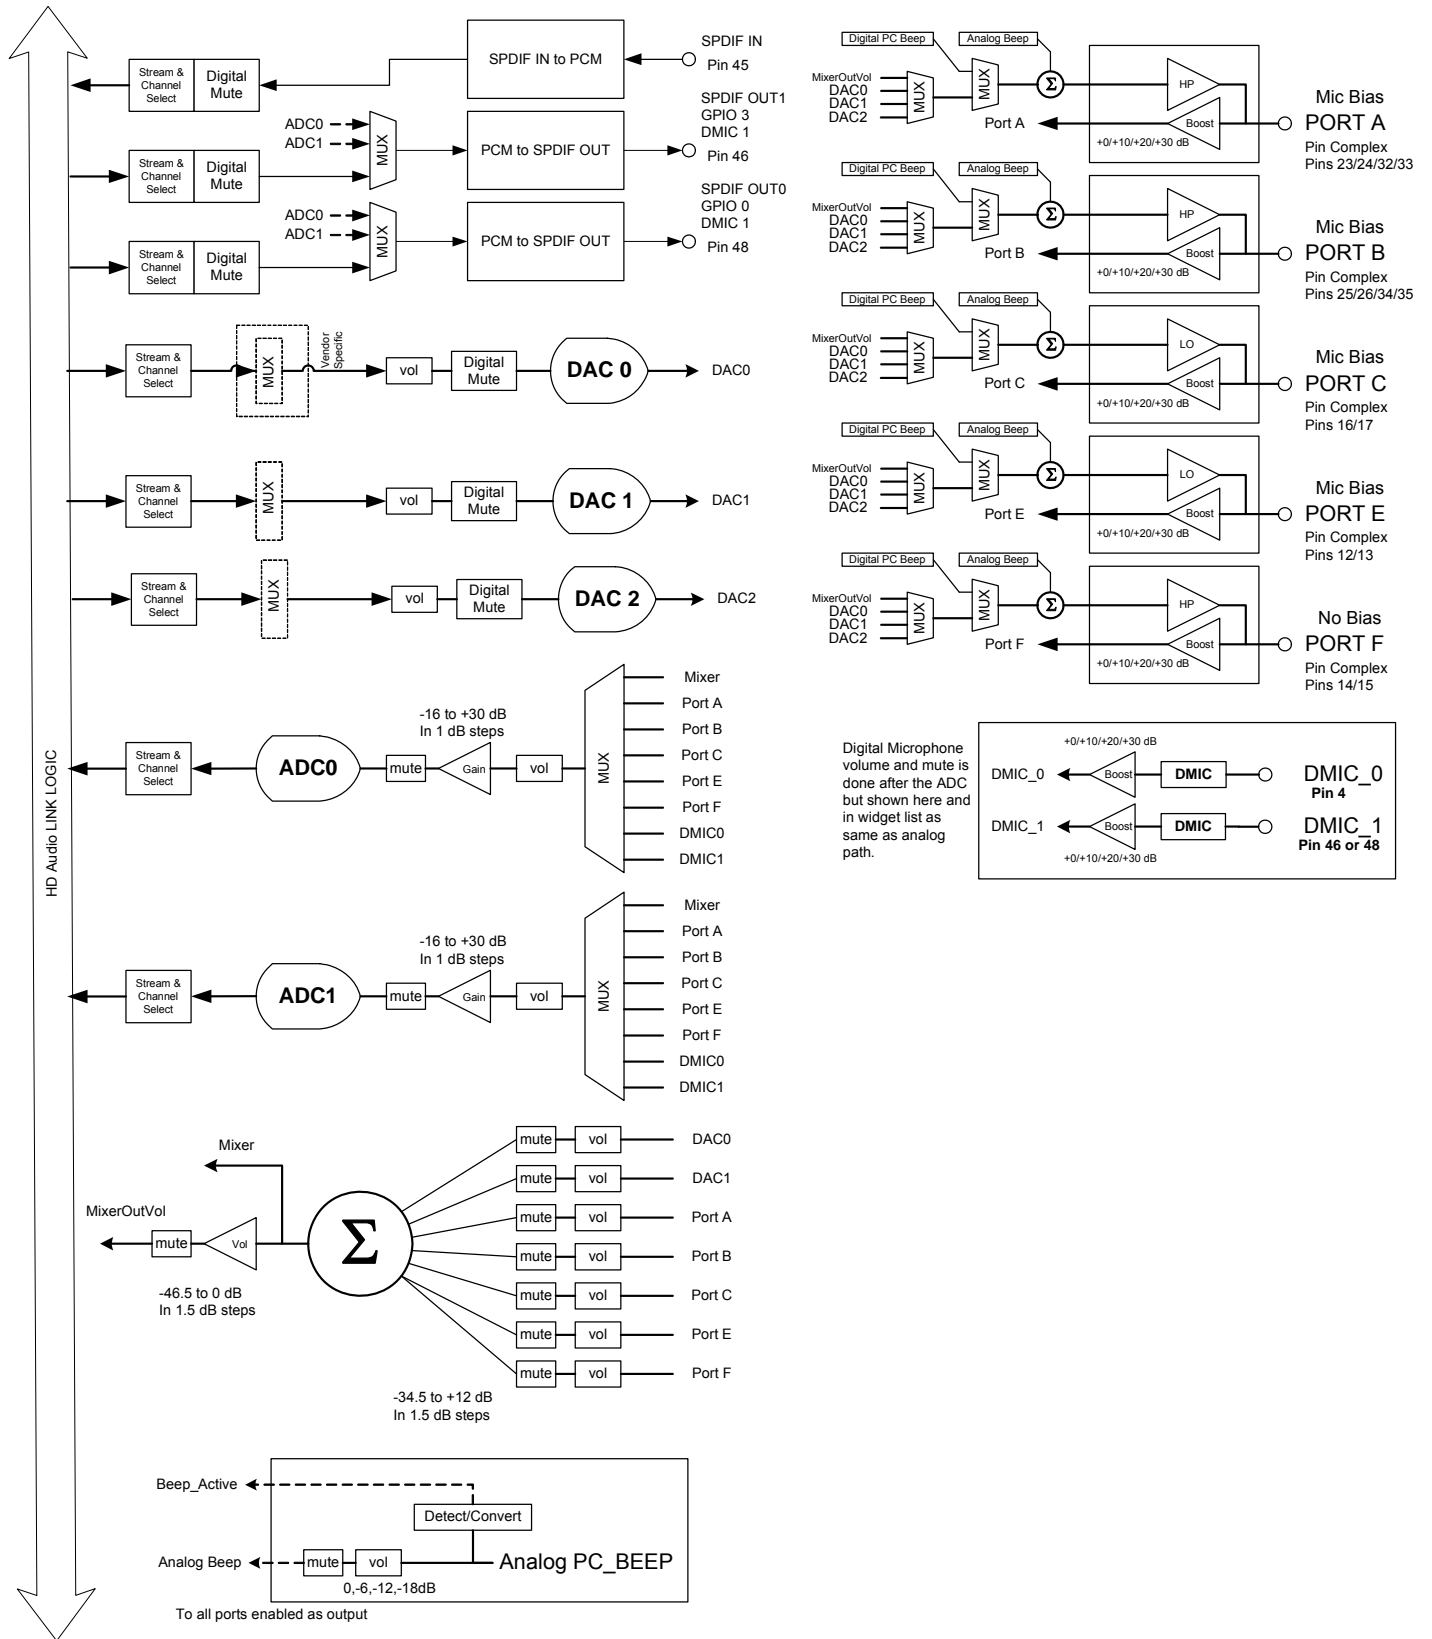 SPDIF IN to PCM
SPDIF IN
Pin 45
Stream &
Channel
Select
Digital
Mute
SPDIF OUT1
GPIO 3
DMIC 1
Pin 46
ADC0
ADC1
MUX
PCM to SPDIF OUT
Stream &
Channel
Select
Digital
Mute
SPDIF OUT0
GPIO 0
DMIC 1
Pin 48
ADC0
ADC1
MUX
PCM to SPDIF OUT
Stream &
Channel
Select
Digital
Mute
Stream &
Channel
Select
MUX
Vendor
Specific
vol
Digital
Mute
DAC 0
DAC0
Stream &
Channel
Select
MUX
vol
Digital
Mute
DAC 1
DAC1
Stream &
Channel
Select
MUX
vol
Digital
Mute
DAC 2
DAC2
HD Audio LINK LOGIC
Stream &
Channel
Select
ADC0
mute
-16 to +30 dB
In 1 dB steps
Gain
vol
MUX
Mixer
Port A
Port B
Port C
Port E
Port F
DMIC0
DMIC1
Stream &
Channel
Select
ADC1
mute
-16 to +30 dB
In 1 dB steps
Gain
vol
MUX
Mixer
Port A
Port B
Port C
Port E
Port F
DMIC0
DMIC1
Mixer
MixerOutVol
mute
Vol
-46.5 to 0 dB
In 1.5 dB steps
Σ
mute vol DAC0
mute vol DAC1
mute vol Port A
mute vol Port B
mute vol Port C
mute vol Port E
mute vol Port F
-34.5 to +12 dB
In 1.5 dB steps
Beep_Active
Detect/Convert
Analog Beep
mute
vol
Analog PC_BEEP
0,-6,-12,-18dB
To all ports enabled as output
Digital PC Beep
Analog Beep
MixerOutVol
DAC0
DAC1
DAC2
MUX
MUX
Σ
HP
Port A
Boost
+0/+10/+20/+30 dB
Mic Bias
PORT A
Pin Complex
Pins 23/24/32/33
Digital PC Beep
Analog Beep
MixerOutVol
DAC0
DAC1
DAC2
MUX
MUX
Σ
HP
Port B
Boost
+0/+10/+20/+30 dB
Mic Bias
PORT B
Pin Complex
Pins 25/26/34/35
Digital PC Beep
Analog Beep
MixerOutVol
DAC0
DAC1
DAC2
MUX
MUX
Σ
LO
Port C
Boost
+0/+10/+20/+30 dB
Mic Bias
PORT C
Pin Complex
Pins 16/17
Digital PC Beep
Analog Beep
MixerOutVol
DAC0
DAC1
DAC2
MUX
MUX
Σ
LO
Port E
Boost
+0/+10/+20/+30 dB
Mic Bias
PORT E
Pin Complex
Pins 12/13
Digital PC Beep
Analog Beep
MixerOutVol
DAC0
DAC1
DAC2
MUX
MUX
Σ
HP
Port F
Boost
+0/+10/+20/+30 dB
No Bias
PORT F
Pin Complex
Pins 14/15
Digital Microphone
volume and mute is
done after the ADC
but shown here and
in widget list as
same as analog
path.
+0/+10/+20/+30 dB
DMIC_0
Boost
DMIC
DMIC_0
Pin 4
DMIC_1
Boost
DMIC
DMIC_1
Pin 46 or 48
+0/+10/+20/+30 dB